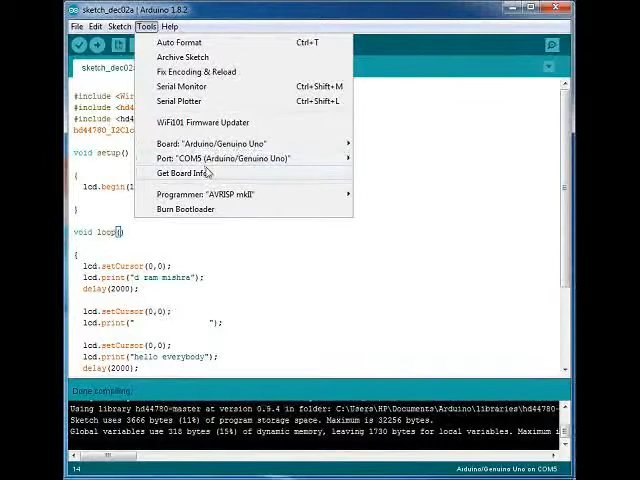 sketch_dec02a | Arduino 1.8.2
File Edit Sketch Tools Help
sketch_dec02a
Auto Format Ctrl+T
Archive Sketch
Fix Encoding & Reload
Serial Monitor Ctrl+Shift+M
Serial Plotter Ctrl+Shift+L
WiFi101 Firmware Updater
Board: "Arduino/Genuino Uno"
Port: "COM5 (Arduino/Genuino Uno)"
Get Board Info
Programmer: "AVRISP mkII"
Burn Bootloader
#include <Wir
#include <hd4
#include <hd4
hd44780_I2Cle
void setup()
{
lcd.begin(1
}
void loop()
{
lcd.setCursor(0,0);
lcd.print("d ram mishra");
delay(2000);
lcd.setCursor(0,0);
lcd.print("                ");
lcd.setCursor(0,0);
lcd.print("hello everybody");
delay(2000);
Done compiling.
Using library hd44780-master at version 0.9.4 in folder: C:\Users\HP\Documents\Arduino\libraries\hd44780-
Sketch uses 3666 bytes (11%) of program storage space. Maximum is 32256 bytes.
Global variables use 318 bytes (15%) of dynamic memory, leaving 1730 bytes for local variables. Maximum i
14 Arduino/Genuino Uno on COM5